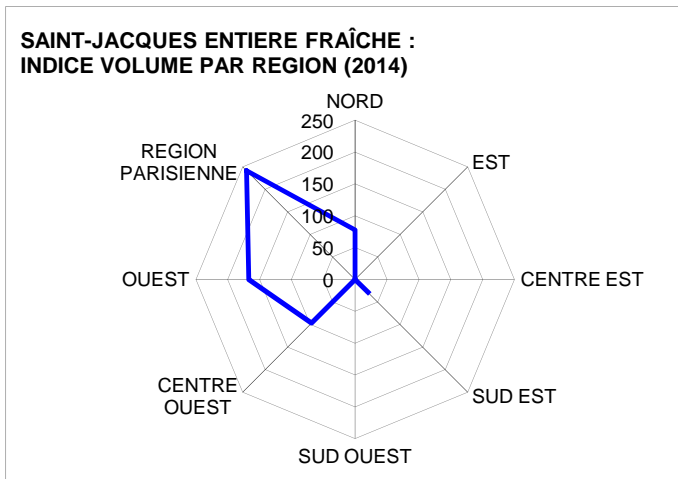 SAINT-JACQUES ENTIERE FRAÎCHE :
INDICE VOLUME PAR REGION (2014)
NORD
250
200
150
100
50
0
EST
CENTRE EST
SUD EST
SUD OUEST
CENTRE
OUEST
OUEST
REGION
PARISIENNE